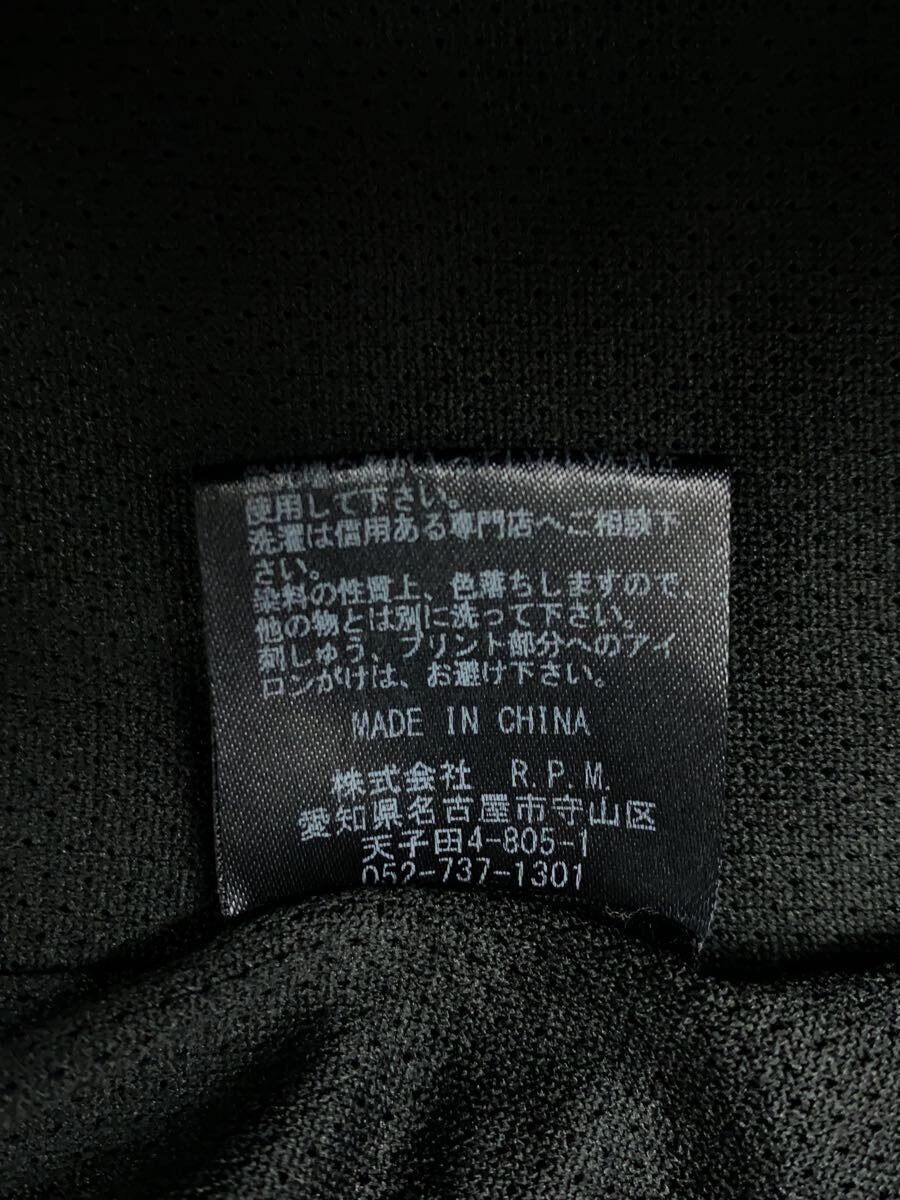 使用して下さい。
洗濯は信用ある専門店へご相談下
さい。
染料の性質上、色落ちしますので、
他の物とは別に洗って下さい。
刺しゅう、プリント部分へのアイ
ロンがけは、お避け下さい。
MADE IN CHINA
株式会社 R.P.M.
愛知県名古屋市守山区
天子田4-805-1
052-737-1301